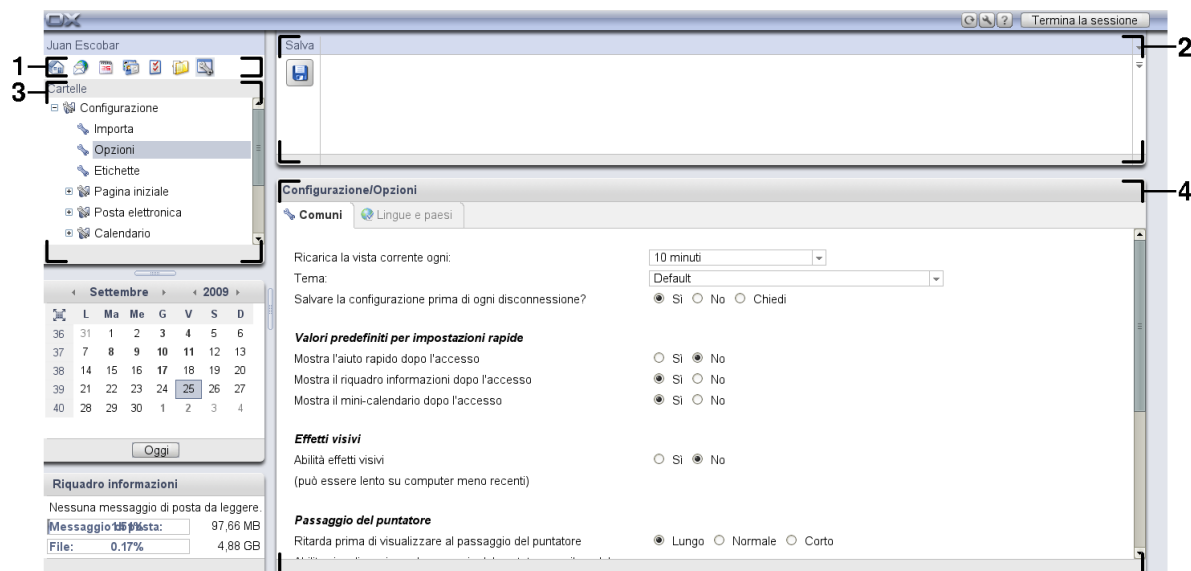 OX
Termina la sessione
Juan Escobar
Salva
1
2
3
Cartelle
Configurazione
Importa
Opzioni
Etichette
Pagina iniziale
Posta elettronica
Calendario
Configurazione/Opzioni
4
Comuni
Lingue e paesi
Ricarica la vista corrente ogni: 10 minuti
Tema: Default
Salvare la configurazione prima di ogni disconnessione? Sì No Chiedi
Valori predefiniti per impostazioni rapide
Mostra l'aiuto rapido dopo l'accesso Sì No
Mostra il riquadro informazioni dopo l'accesso Sì No
Mostra il mini-calendario dopo l'accesso Sì No
Effetti visivi
Abilità effetti visivi Sì No
(può essere lento su computer meno recenti)
Passaggio del puntatore
Ritarda prima di visualizzare al passaggio del puntatore Lungo Normale Corto
Settembre 2009
L Ma Me G V S D
36 31 1 2 3 4 5 6
37 7 8 9 10 11 12 13
38 14 15 16 17 18 19 20
39 21 22 23 24 25 26 27
40 28 29 30 1 2 3 4
Oggi
Riquadro informazioni
Nessuna messaggio di posta da leggere.
Messaggio di posta: 97,66 MB
File: 0.17% 4,88 GB